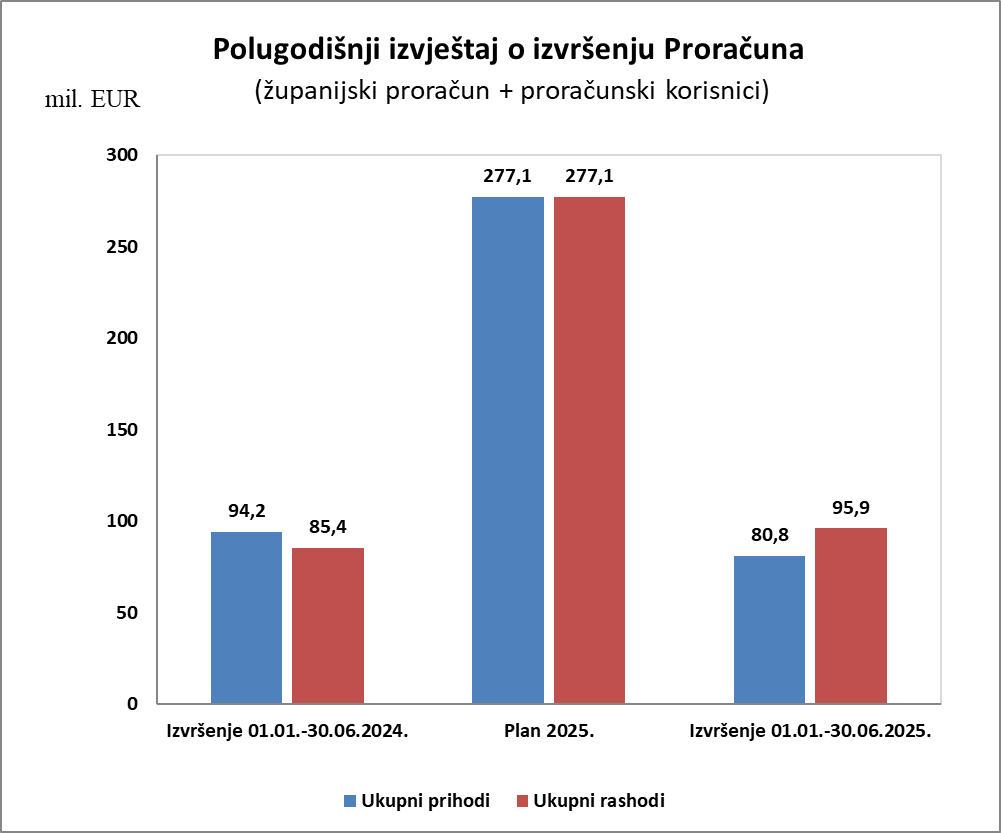 Polugodišnji izvještaj o izvršenju Proračuna
(županijski proračun + proračunski korisnici)
mil. EUR
300
250
200
150
100
50
0
94,2
85,4
277,1
277,1
80,8
95,9
Izvršenje 01.01.-30.06.2024.
Plan 2025.
Izvršenje 01.01.-30.06.2025.
Ukupni prihodi
Ukupni rashodi